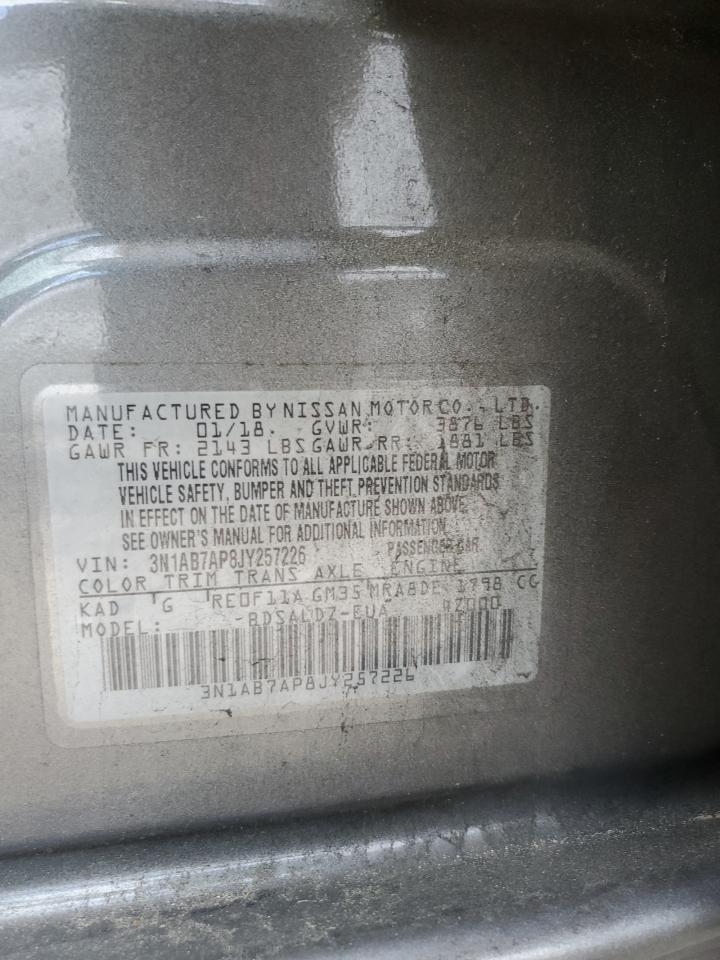 MANUFACTURED BY NISSAN MOTOR CO., LTD.
DATE: 01/18. GVWR: 3876 LBS
GAWR FR: 2143 LBS GAWR RR: 1881 LBS
THIS VEHICLE CONFORMS TO ALL APPLICABLE FEDERAL MOTOR
VEHICLE SAFETY, BUMPER AND THEFT PREVENTION STANDARDS
IN EFFECT ON THE DATE OF MANUFACTURE SHOWN ABOVE.
SEE OWNER'S MANUAL FOR ADDITIONAL INFORMATION.
VIN: 3N1AB7AP8JY257226 PASSENGER CAR
COLOR TRIM TRANS AXLE ENGINE
KAD G RE0F11A GM35 MRA8DE 1798 CC
MODEL: BDSALDZ-EUA
3N1AB7AP8JY257226